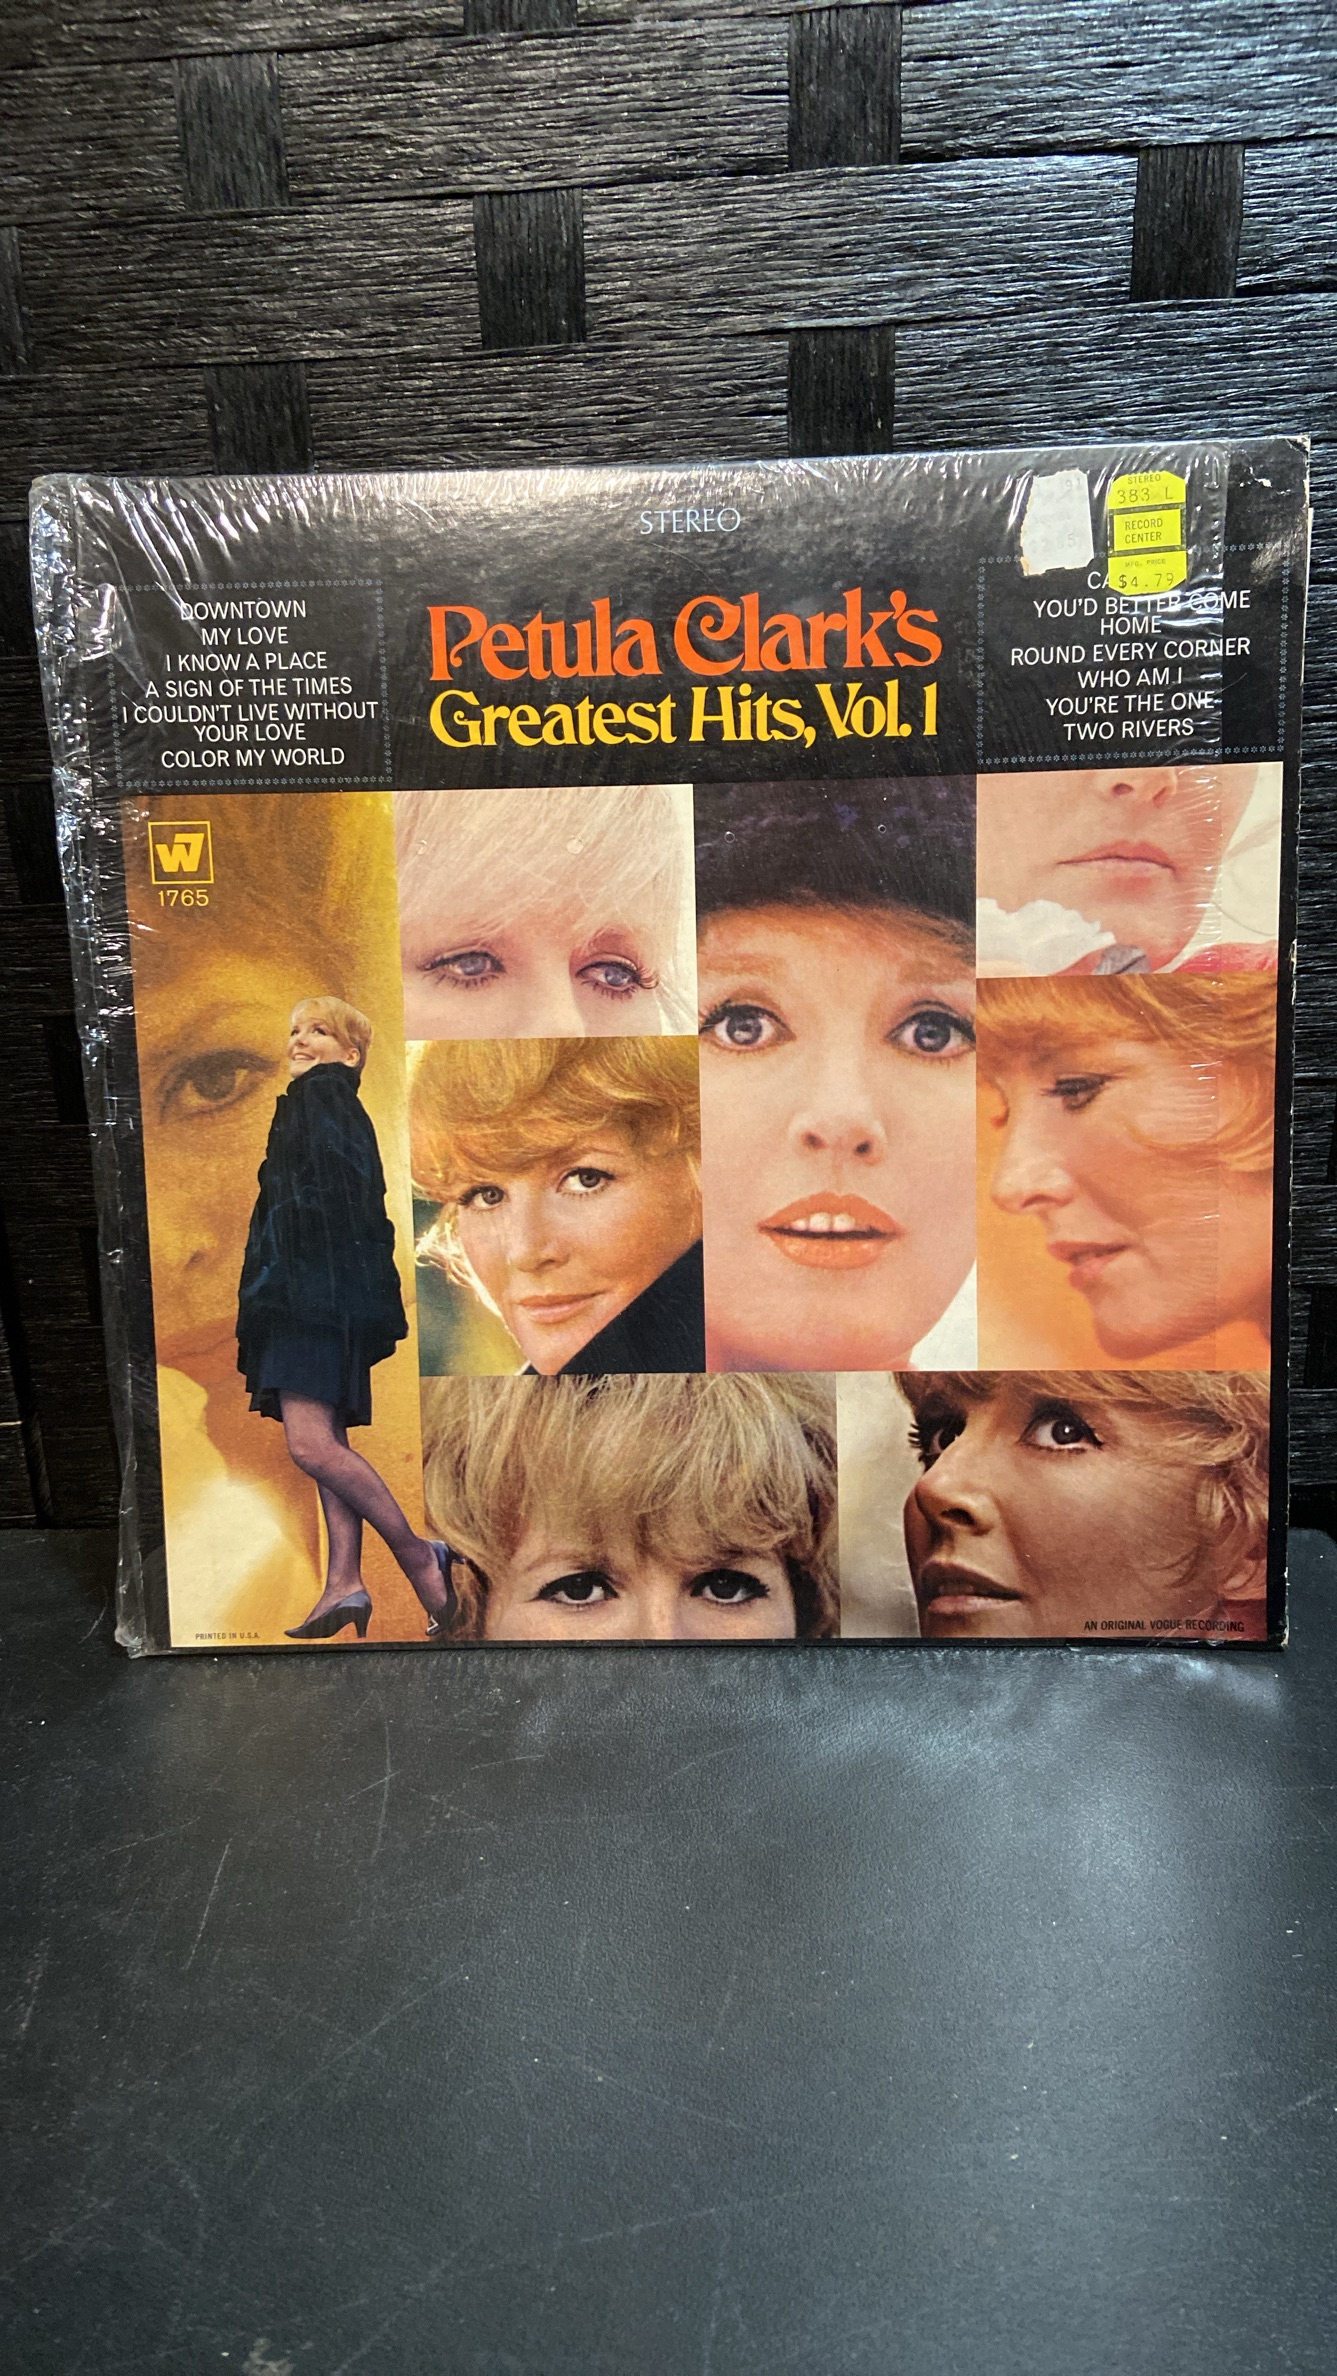 STEREO
DOWNTOWN
MY LOVE
I KNOW A PLACE
A SIGN OF THE TIMES
I COULDN'T LIVE WITHOUT
YOUR LOVE
COLOR MY WORLD
Petula Clark's
Greatest Hits, Vol. 1
STEREO
383 L
RECORD
CENTER
MFG. PRICE
$4.79
CA
YOU'D BETTER COME
HOME
ROUND EVERY CORNER
WHO AM I
YOU'RE THE ONE
TWO RIVERS
W7
1765
PRINTED IN U.S.A.
AN ORIGINAL VOGUE RECORDING